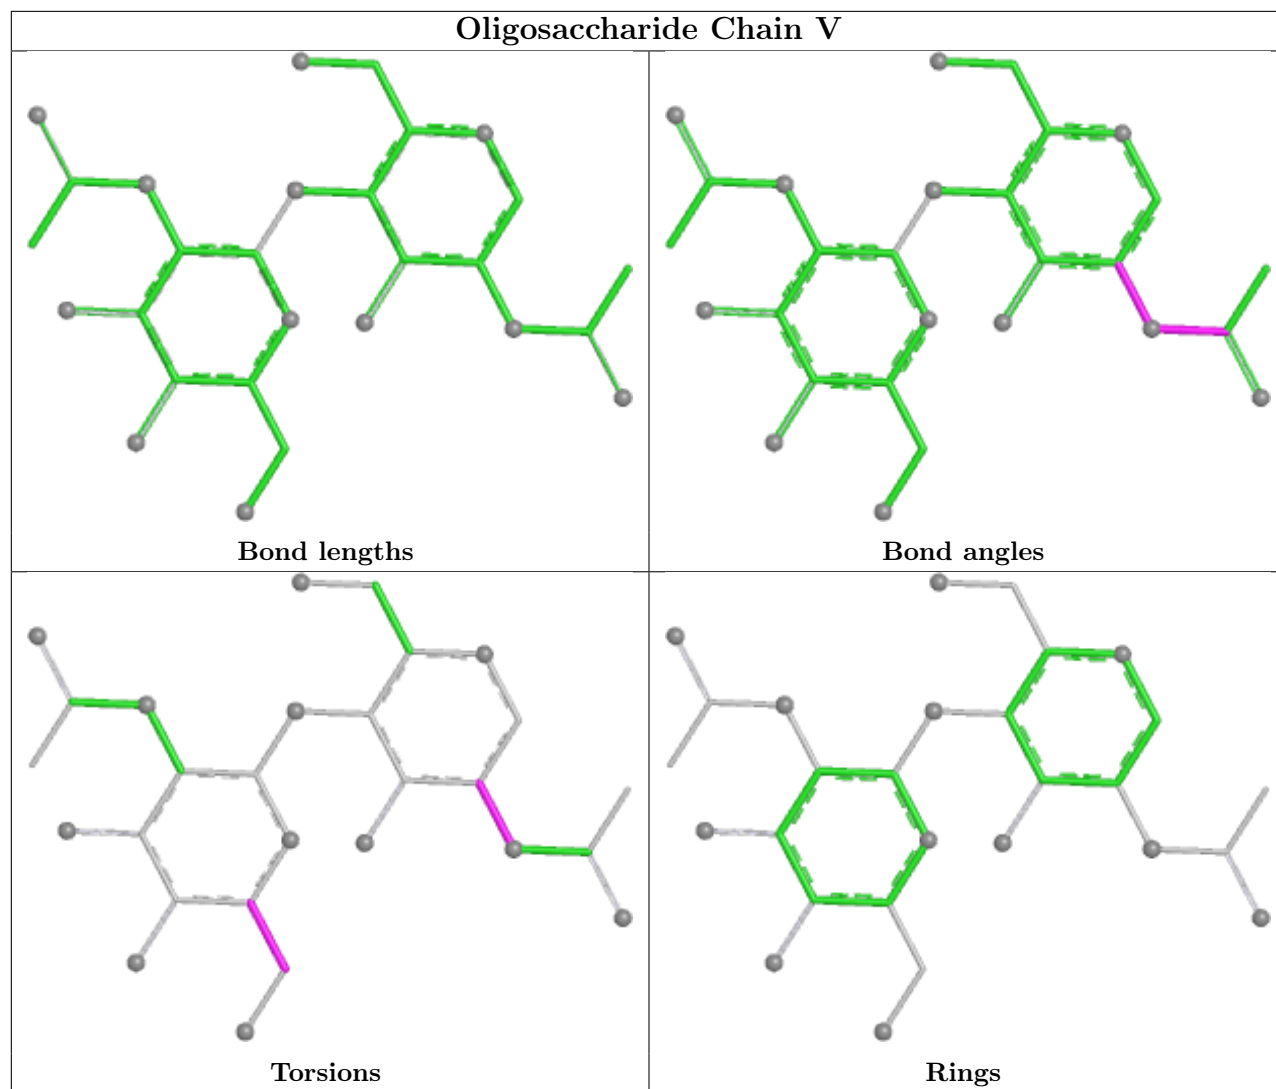 Oligosaccharide Chain V
Bond lengths
Bond angles
Torsions
Rings